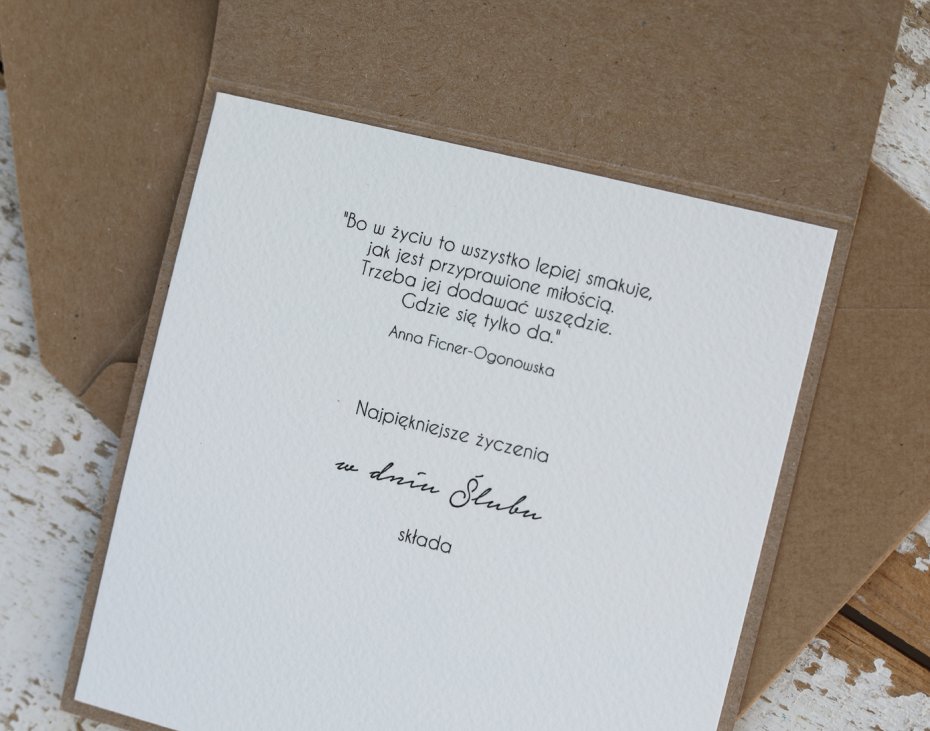 "Bo w życiu to wszystko lepiej smakuje,
jak jest przyprawione miłością.
Trzeba jej dodawać wszędzie.
Gdzie się tylko da."
Anna Ficner-Ogonowska
Najpiękniejsze życzenia
w dniu Ślubu
składa